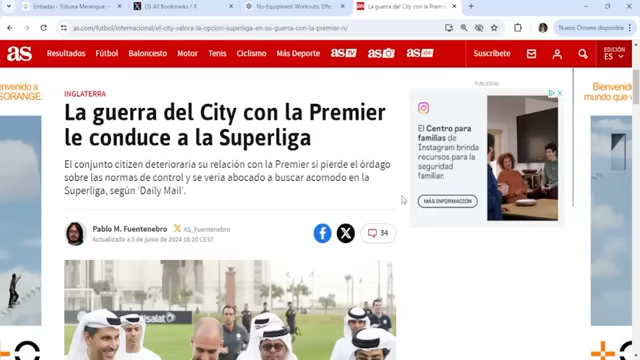 Entradas ‹ Tribuna Merengue —
(3) All Bookmarks / X
No-Equipment Workouts: Effe
La guerra del City con la Premi
as.com/futbol/internacional/el-city-valora-la-opcion-superliga-en-su-guerra-con-la-premier-n/
Nuevo Chrome disponible
as
Resultados Fútbol Baloncesto Motor Tenis Ciclismo Más Deporte as as as Suscríbete
EDICIÓN
ES
PUBLICIDAD
envenido a
SORANGE.
Bienvenido
mundo que v
INGLATERRA
La guerra del City con la Premier
le conduce a la Superliga
El conjunto citizen deterioraría su relación con la Premier si pierde el órdago
sobre las normas de control y se vería abocado a buscar acomodo en la
Superliga, según 'Daily Mail'.
Pablo M. Fuentenebro AS_Fuentenebro
Actualizado a 5 de junio de 2024 18:20 CEST
34
El Centro para
familias de
Instagram brinda
recursos para la
seguridad
familiar.
MÁS INFORMACIÓN